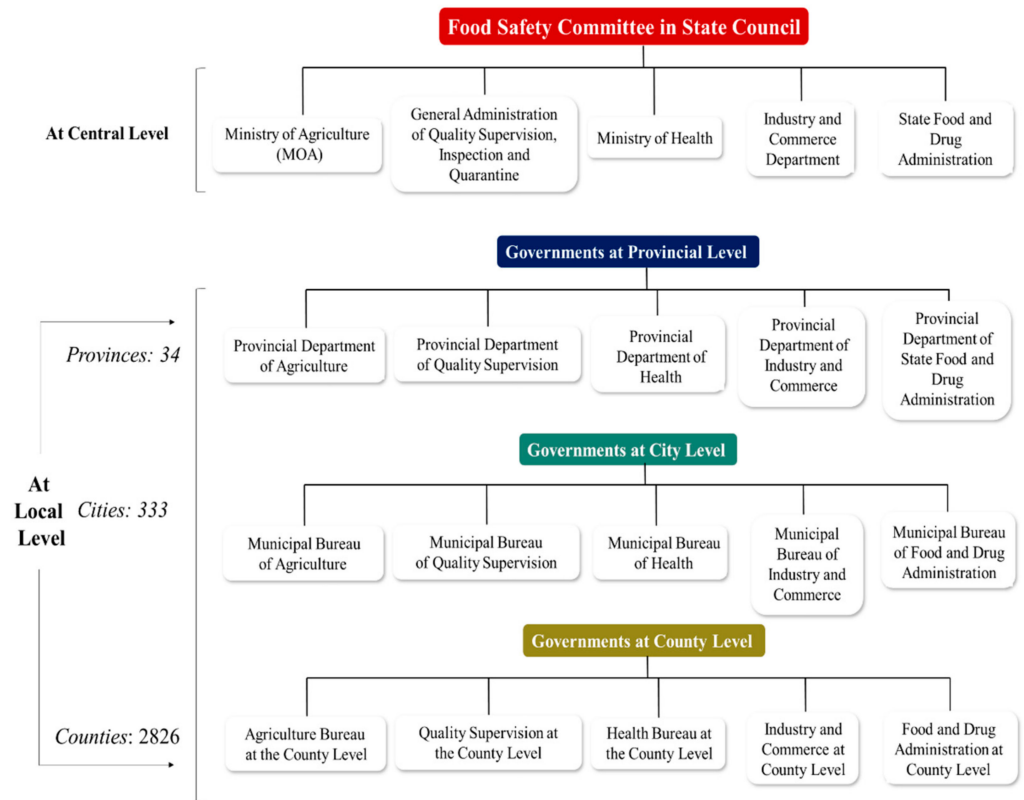 Food Safety Committee in State Council
At Central Level
Ministry of Agriculture
(MOA)
General Administration
of Quality Supervision,
Inspection and
Quarantine
Ministry of Health
Industry and
Commerce
Department
State Food and
Drug
Administration
Governments at Provincial Level
Provinces: 34
Provincial Department
of Agriculture
Provincial Department
of Quality Supervision
Provincial
Department of
Health
Provincial
Department of
Industry and
Commerce
Provincial
Department of
State Food and
Drug
Administration
Governments at City Level
At
Local
Level
Cities: 333
Municipal Bureau
of Agriculture
Municipal Bureau
of Quality Supervision
Municipal Bureau
of Health
Municipal
Bureau of
Industry and
Commerce
Municipal Bureau
of Food and Drug
Administration
Governments at County Level
Counties: 2826
Agriculture Bureau
at the County Level
Quality Supervision at
the County Level
Health Bureau at
the County Level
Industry and
Commerce at
County Level
Food and Drug
Administration at
County Level